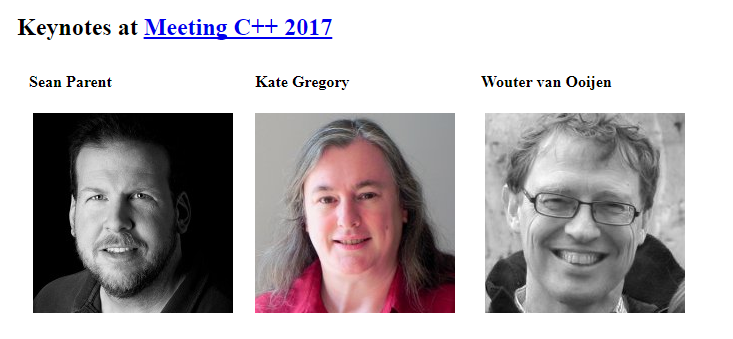 Keynotes at Meeting C++ 2017
Sean Parent
Kate Gregory
Wouter van Ooijen